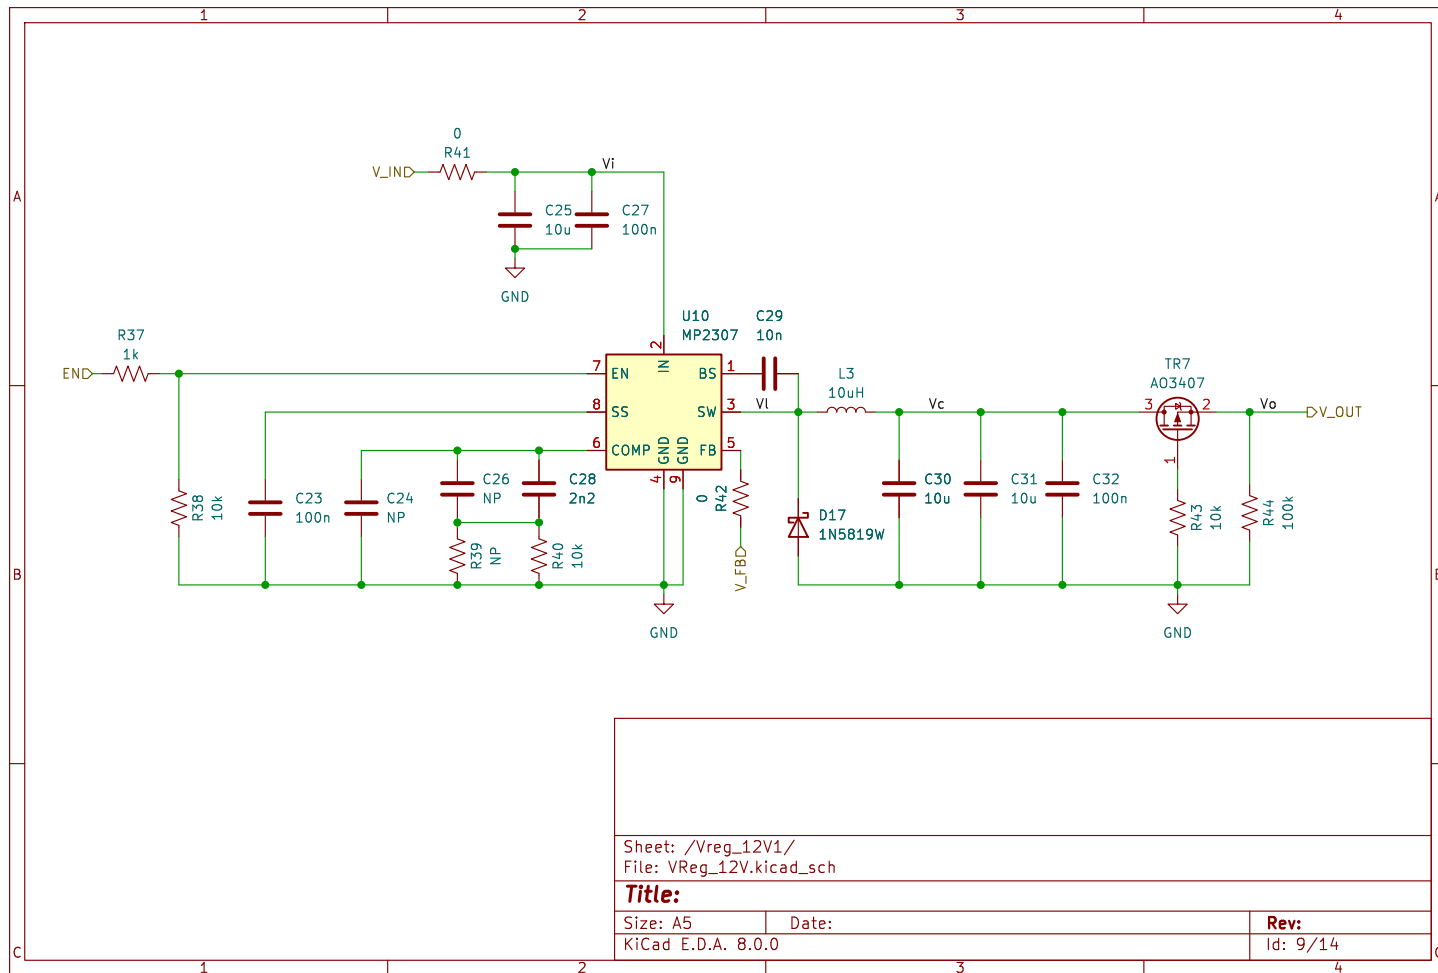 1 2 3 4
0
R41
V_IN
Vi
A
A
C25
10u
C27
100n
GND
U10
MP2307
C29
10n
R37
1k
EN
7
EN
2
IN
BS
1
8
SS
SW
3
Vl
6
COMP
GND
GND
FB
5
4
9
L3
10uH
Vc
TR7
AO3407
3
2
1
Vo
V_OUT
R38
10k
C23
100n
C24
NP
C26
NP
C28
2n2
R39
NP
R40
10k
0
R42
V_FB
D17
1N5819W
C30
10u
C31
10u
C32
100n
R43
10k
R44
100k
B
GND
GND
Sheet: /Vreg_12V1/
File: VReg_12V.kicad_sch
Title:
Size: A5
Date:
Rev:
KiCad E.D.A. 8.0.0
Id: 9/14
C
1 2 3 4